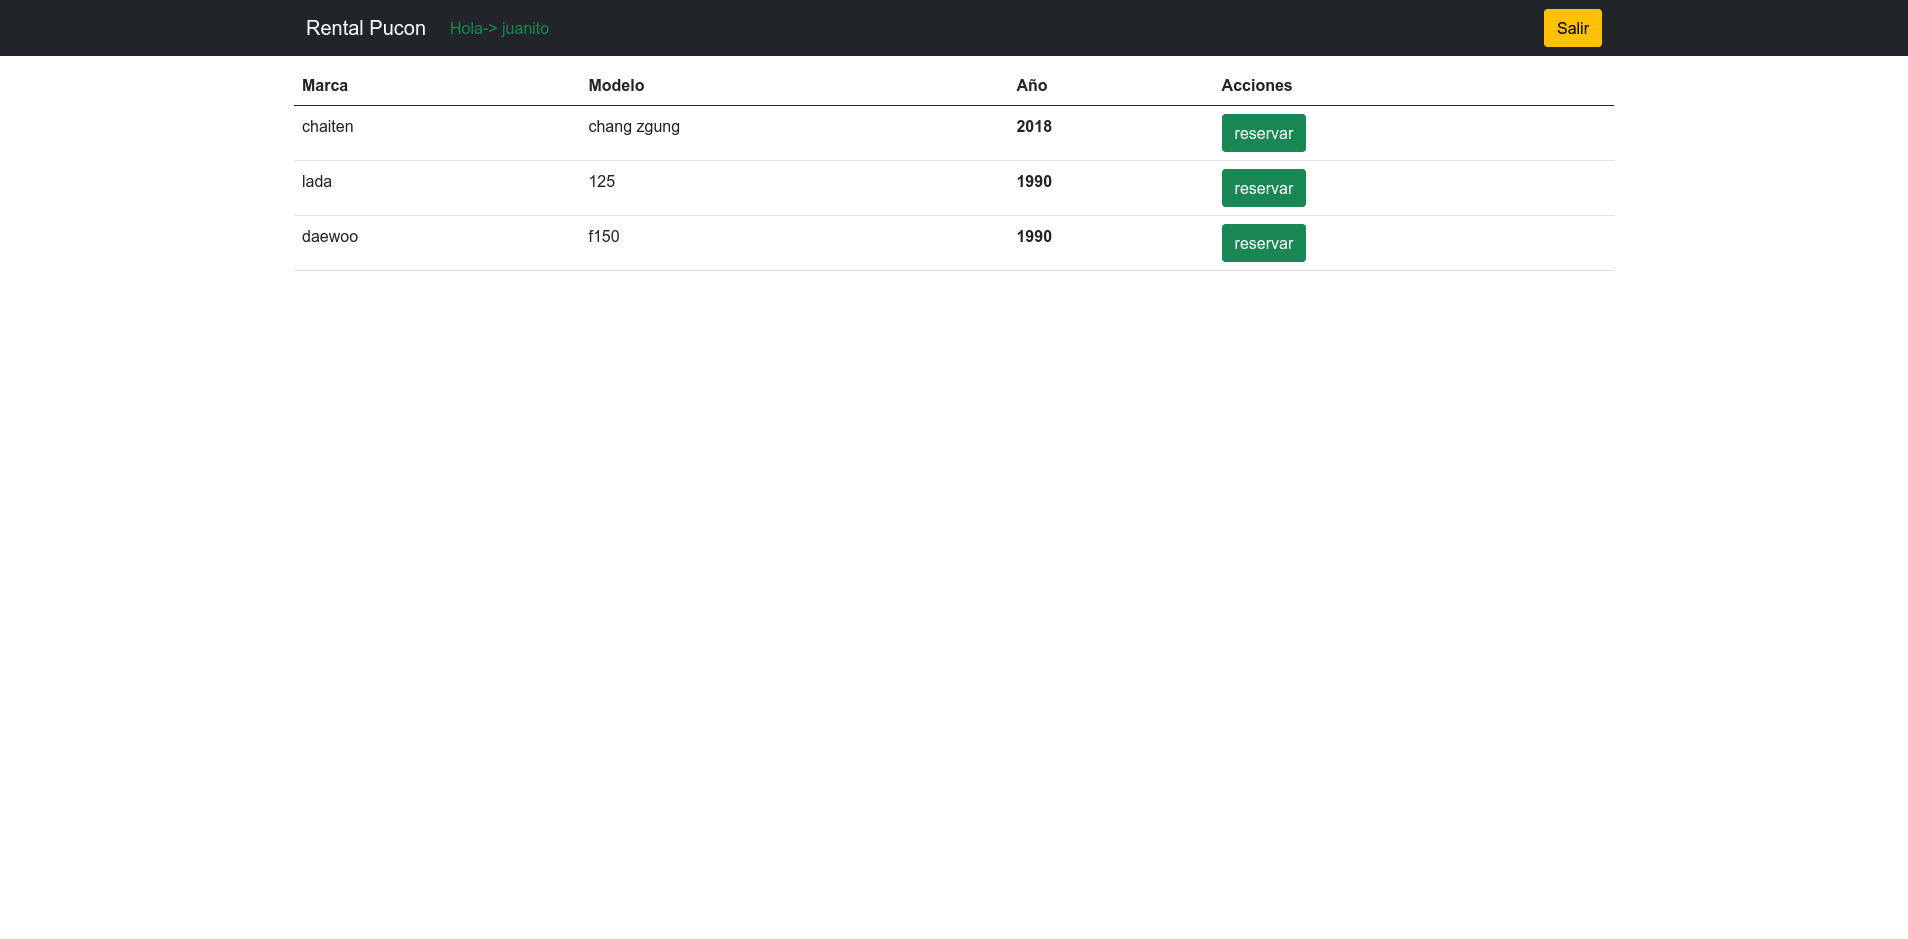 Rental Pucon Hola-> juanito Salir
Marca Modelo Año Acciones
chaiten chang zgung 2018 reservar
lada 125 1990 reservar
daewoo f150 1990 reservar